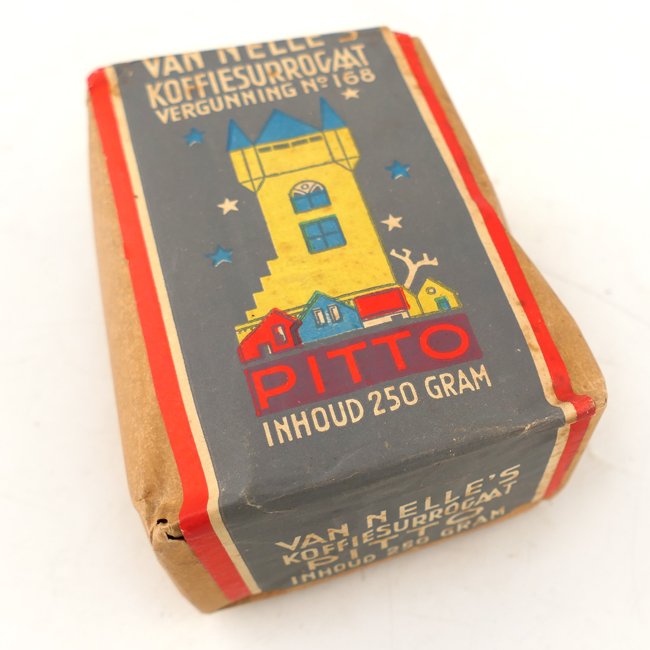 VAN NELLE'S
KOFFIESURROGAAT
VERGUNNING No 168
PITTO
INHOUD 250 GRAM
VAN NELLE'S
KOFFIESURROGAAT
PITTO
INHOUD 250 GRAM